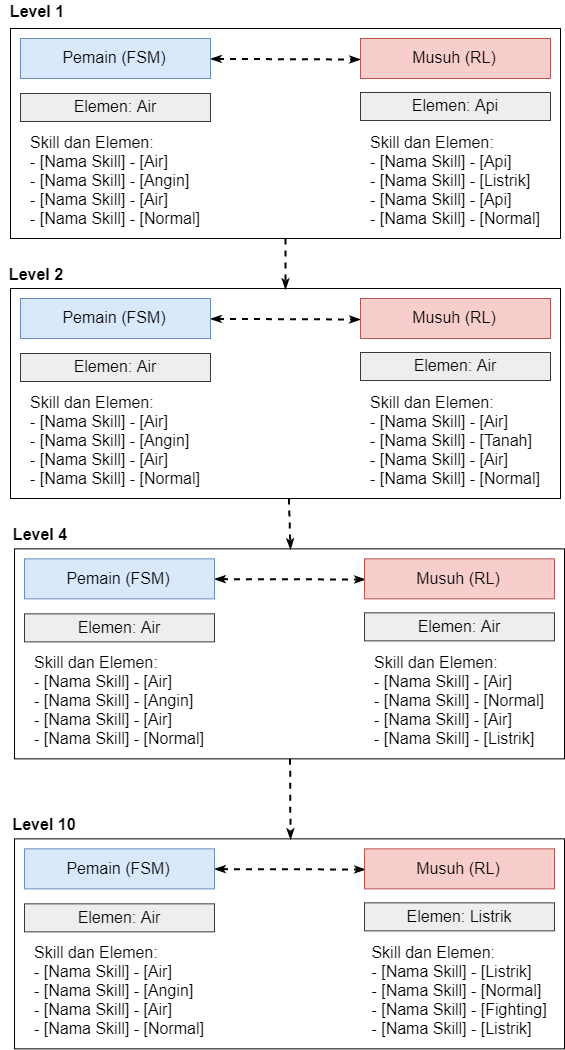 Level 1
Pemain (FSM)
Musuh (RL)
Elemen: Air
Elemen: Api
Skill dan Elemen:
- [Nama Skill] - [Air]
- [Nama Skill] - [Angin]
- [Nama Skill] - [Air]
- [Nama Skill] - [Normal]
Skill dan Elemen:
- [Nama Skill] - [Api]
- [Nama Skill] - [Listrik]
- [Nama Skill] - [Api]
- [Nama Skill] - [Normal]
Level 2
Pemain (FSM)
Musuh (RL)
Elemen: Air
Elemen: Air
Skill dan Elemen:
- [Nama Skill] - [Air]
- [Nama Skill] - [Angin]
- [Nama Skill] - [Air]
- [Nama Skill] - [Normal]
Skill dan Elemen:
- [Nama Skill] - [Air]
- [Nama Skill] - [Tanah]
- [Nama Skill] - [Air]
- [Nama Skill] - [Normal]
Level 4
Pemain (FSM)
Musuh (RL)
Elemen: Air
Elemen: Air
Skill dan Elemen:
- [Nama Skill] - [Air]
- [Nama Skill] - [Angin]
- [Nama Skill] - [Air]
- [Nama Skill] - [Normal]
Skill dan Elemen:
- [Nama Skill] - [Air]
- [Nama Skill] - [Normal]
- [Nama Skill] - [Air]
- [Nama Skill] - [Listrik]
Level 10
Pemain (FSM)
Musuh (RL)
Elemen: Air
Elemen: Listrik
Skill dan Elemen:
- [Nama Skill] - [Air]
- [Nama Skill] - [Angin]
- [Nama Skill] - [Air]
- [Nama Skill] - [Normal]
Skill dan Elemen:
- [Nama Skill] - [Listrik]
- [Nama Skill] - [Normal]
- [Nama Skill] - [Fighting]
- [Nama Skill] - [Listrik]